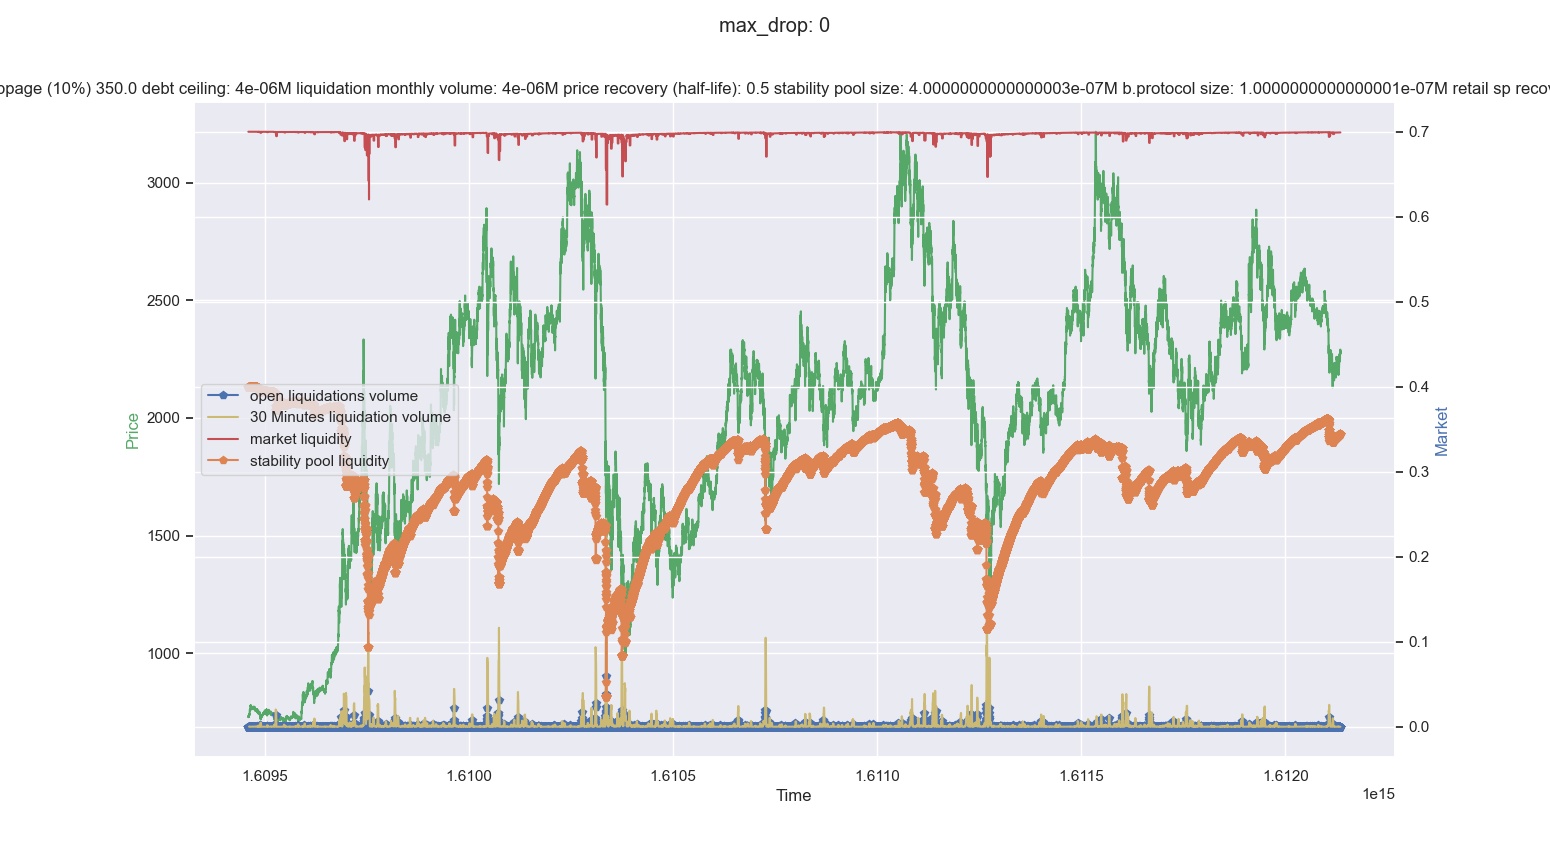 max_drop: 0
(10%) 350.0 debt ceiling: 4e-06M liquidation monthly volume: 4e-06M price recovery (half-life): 0.5 stability pool size: 4.0000000000000003e-07M b.protocol size: 1.0000000000000001e-07M retail sp
3000
2500
2000
1500
1000
Price
0.7
0.6
0.5
0.4
0.3
0.2
0.1
0.0
Market
open liquidations volume
30 Minutes liquidation volume
market liquidity
stability pool liquidity
1.6095 1.6100 1.6105 1.6110 1.6115 1.6120
Time
1e15